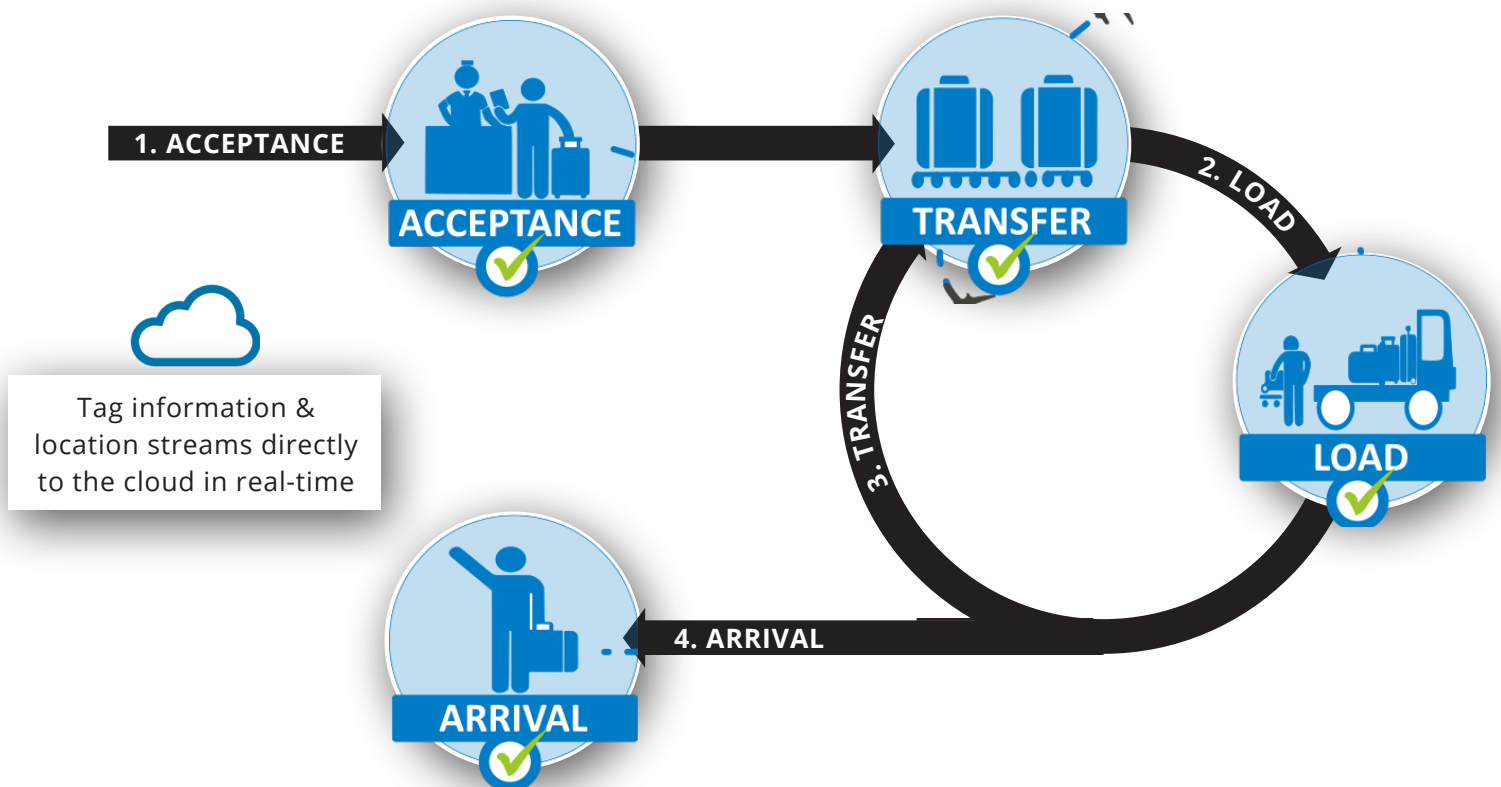 1. ACCEPTANCE
ACCEPTANCE
TRANSFER
2. LOAD
LOAD
3. TRANSFER
Tag information &
location streams directly
to the cloud in real-time
4. ARRIVAL
ARRIVAL